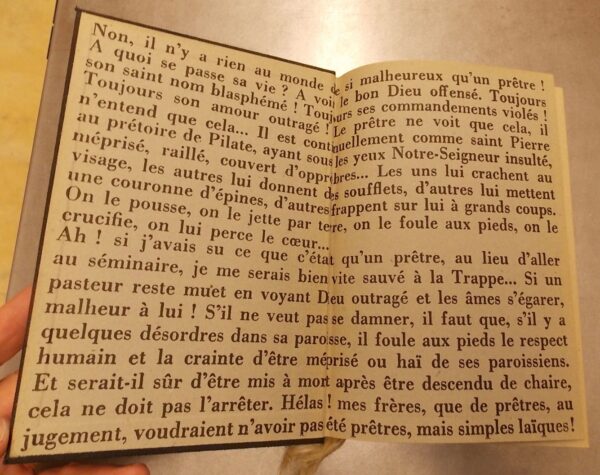 Non, il n'y a rien au monde de si malheureux qu'un prêtre !
A quoi se passe sa vie ? A voir le bon Dieu offensé. Toujours
son saint nom blasphémé ! Toujours ses commandements violés !
Toujours son amour outragé ! Le prêtre ne voit que cela, il
n'entend que cela... Il est continuellement comme saint Pierre
au prétoire de Pilate, ayant sous les yeux Notre-Seigneur insulté,
méprisé, raillé, couvert d'opprobres... Les uns lui crachent au
visage, les autres lui donnent des soufflets, d'autres lui mettent
une couronne d'épines, d'autres frappent sur lui à grands coups.
On le pousse, on le jette par terre, on le foule aux pieds, on le
crucifie, on lui perce le cœur...
Ah ! si j'avais su ce que c'était qu'un prêtre, au lieu d'aller
au séminaire, je me serais bien vite sauvé à la Trappe... Si un
pasteur reste muet en voyant Dieu outragé et les âmes s'égarer,
malheur à lui ! S'il ne veut pas se damner, il faut que, s'il y a
quelques désordres dans sa paroisse, il foule aux pieds le respect
humain et la crainte d'être méprisé ou haï de ses paroissiens.
Et serait-il sûr d'être mis à mort après être descendu de chaire,
cela ne doit pas l'arrêter. Hélas ! mes frères, que de prêtres, au
jugement, voudraient n'avoir pas été prêtres, mais simples laïques !